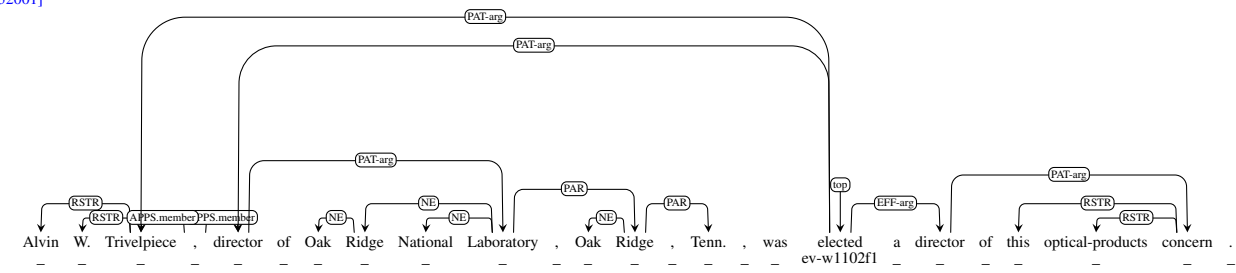 52001]
PAT-arg
PAT-arg
PAT-arg
top
PAT-arg
PAR
RSTR NE PAR EFF-arg RSTR
RSTR APPS.member PPS.member NE NE NE RSTR
Alvin W. Trivelpiece , director of Oak Ridge National Laboratory , Oak Ridge , Tenn. , was elected a director of this optical-products concern .
_ _ _ _ _ _ _ _ _ _ _ _ _ _ _ _ _ ev-w1102f1 _ _ _ _ _ _ _